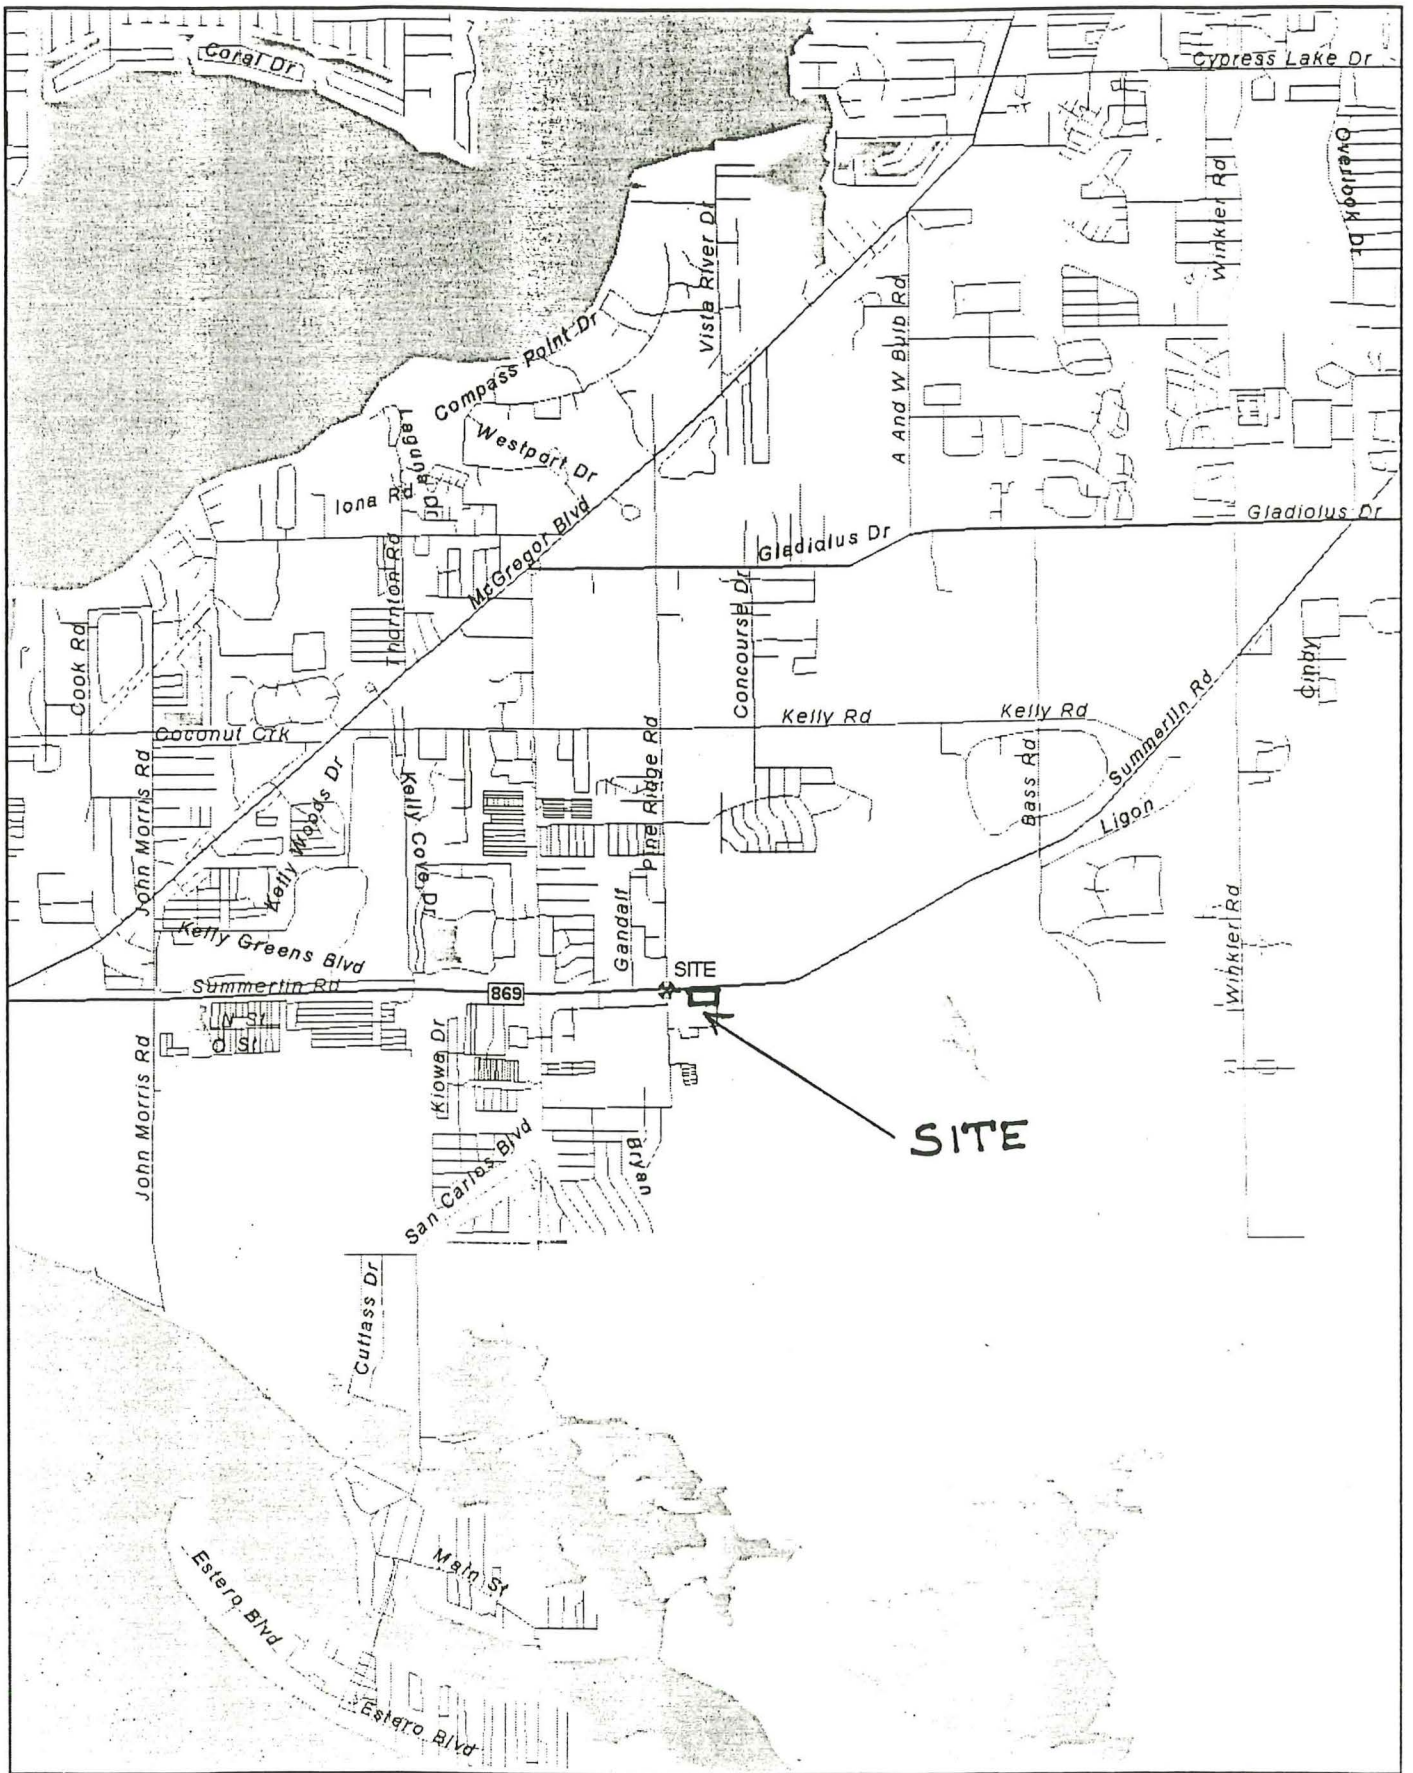 Coral Dr
Cypress Lake Dr
Overlook Dr
Winkler Rd
Vista River Dr
A And W Bulb Rd
Compass Point Dr
Laguna Dr
Westport Dr
Iona Rd
McGregor Blvd
Gladiolus Dr
Gladiolus Dr
Thornton Rd
Concourse Dr
Cook Rd
Cindy
Kelly Rd
Kelly Rd
Coconut Crk
Summerlin Rd
Pine Ridge Rd
Bass Rd
John Morris Rd
Kelly Woods Dr
Kelly Cove Dr
Ligon
Gandalf
Winkler Rd
Kelly Greens Blvd
SITE
Summerlin Rd
869
N St
O St
Kiowa Dr
John Morris Rd
SITE
San Carlos Blvd
Bryan
Cutlass Dr
Main St
Estero Blvd
Estero Blvd